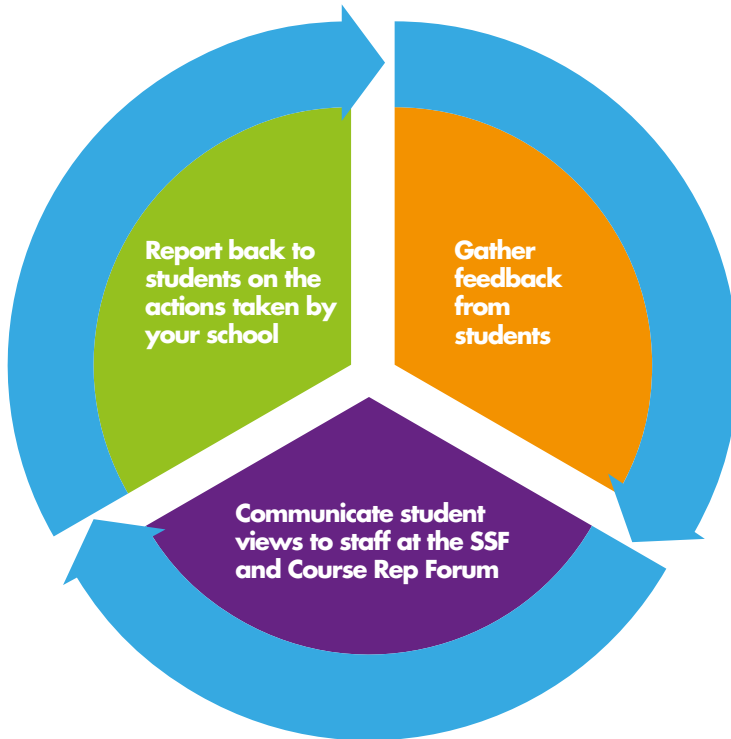 Report back to
students on the
actions taken by
your school
Gather
feedback
from
students
Communicate student
views to staff at the SSF
and Course Rep Forum